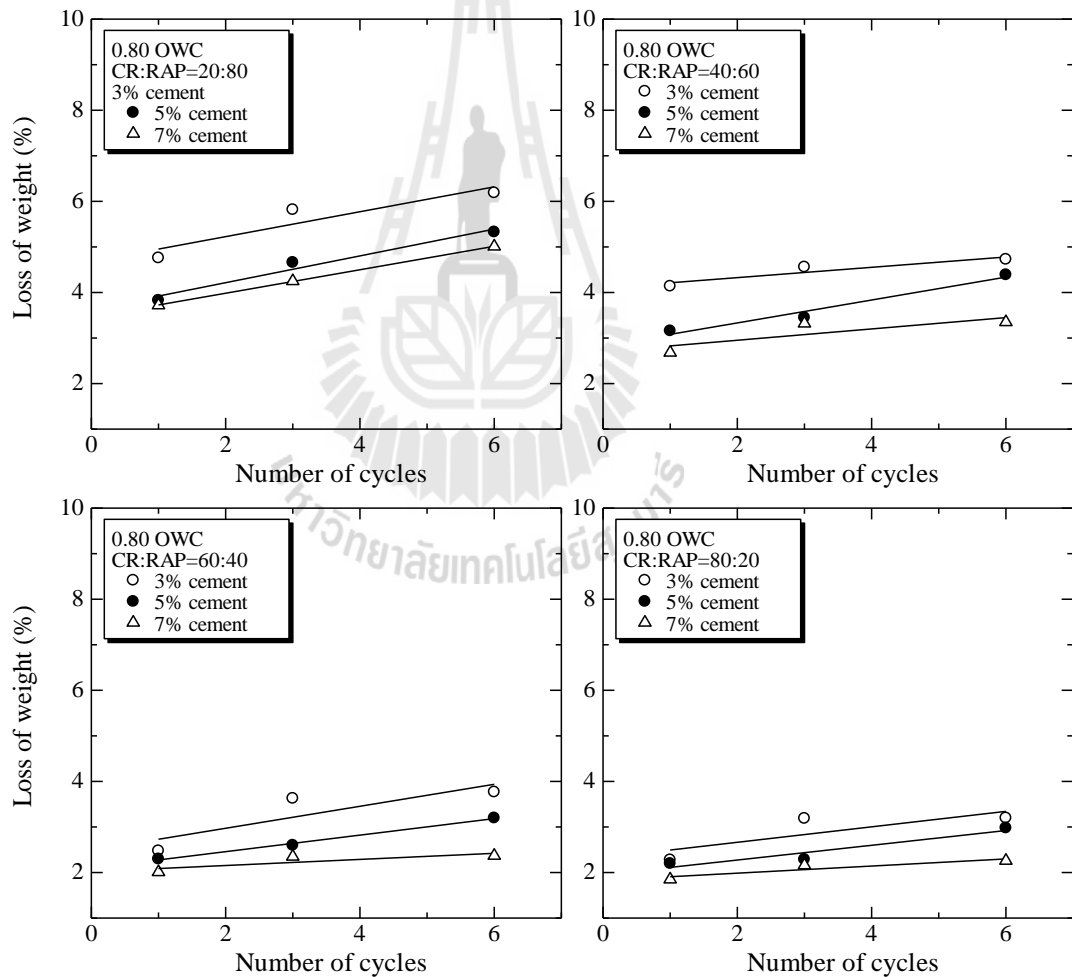 10
8
6
4
2
0 2 4 6
Loss of weight (%)
Number of cycles
0.80 OWC
CR:RAP=20:80
3% cement
5% cement
7% cement
10
8
6
4
2
0 2 4 6
Number of cycles
0.80 OWC
CR:RAP=40:60
3% cement
5% cement
7% cement
10
8
6
4
2
0 2 4 6
Loss of weight (%)
Number of cycles
0.80 OWC
CR:RAP=60:40
3% cement
5% cement
7% cement
10
8
6
4
2
0 2 4 6
Number of cycles
0.80 OWC
CR:RAP=80:20
3% cement
5% cement
7% cement